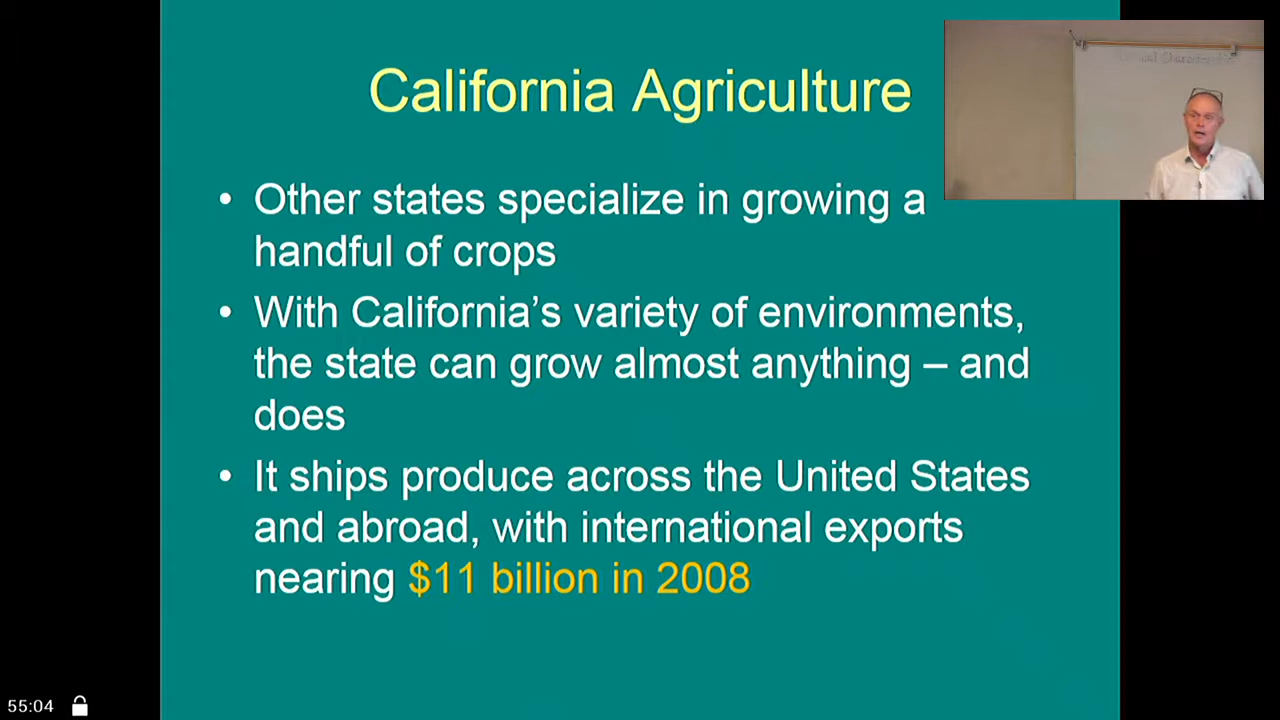 California Agriculture
• Other states specialize in growing a
handful of crops
• With California's variety of environments,
the state can grow almost anything – and
does
• It ships produce across the United States
and abroad, with international exports
nearing $11 billion in 2008
55:04